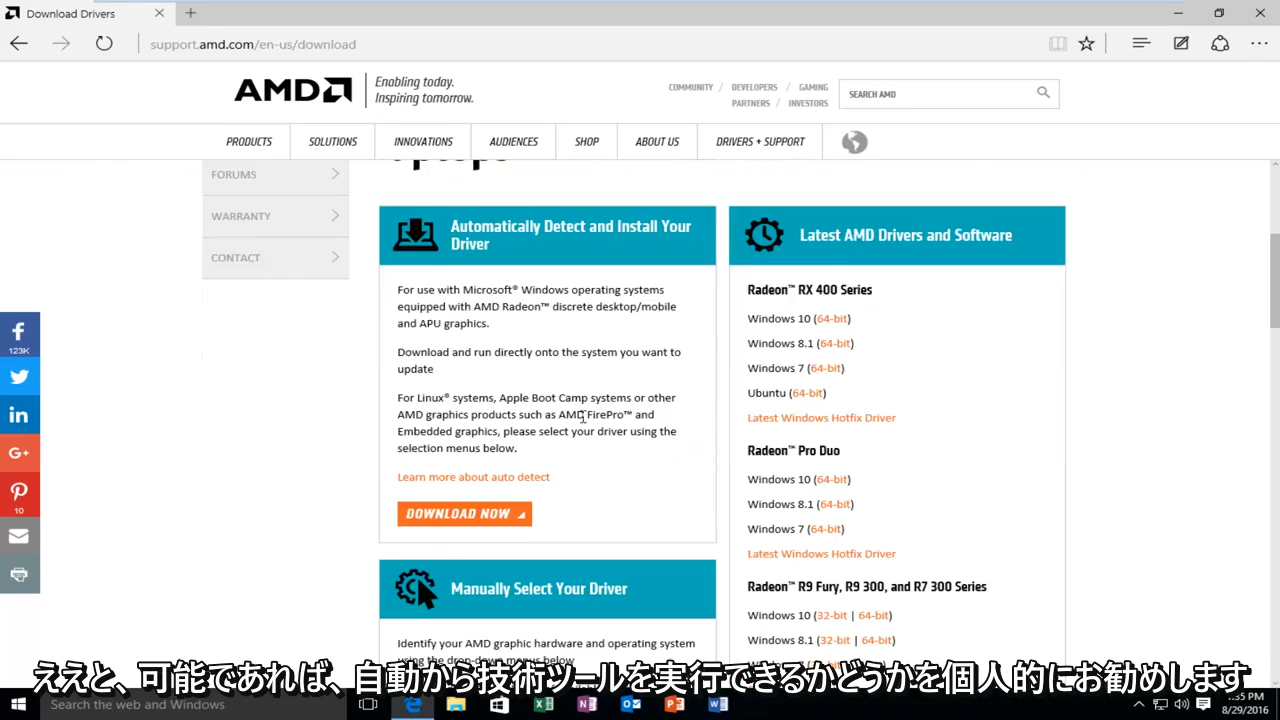 Download Drivers
support.amd.com/en-us/download
AMD
Enabling today.
Inspiring tomorrow.
COMMUNITY / DEVELOPERS / GAMING
PARTNERS / INVESTORS
SEARCH AMD
PRODUCTS
SOLUTIONS
INNOVATIONS
AUDIENCES
SHOP
ABOUT US
DRIVERS + SUPPORT
FORUMS
WARRANTY
CONTACT
123K
10
Automatically Detect and Install Your
Driver
For use with Microsoft® Windows operating systems
equipped with AMD Radeon™ discrete desktop/mobile
and APU graphics.
Download and run directly onto the system you want to
update
For Linux® systems, Apple Boot Camp systems or other
AMD graphics products such as AMD FirePro™ and
Embedded graphics, please select your driver using the
selection menus below.
Learn more about auto detect
DOWNLOAD NOW
Manually Select Your Driver
Identify your AMD graphic hardware and operating system
using the drop-down menus below
Latest AMD Drivers and Software
Radeon™ RX 400 Series
Windows 10 (64-bit)
Windows 8.1 (64-bit)
Windows 7 (64-bit)
Ubuntu (64-bit)
Latest Windows Hotfix Driver
Radeon™ Pro Duo
Windows 10 (64-bit)
Windows 8.1 (64-bit)
Windows 7 (64-bit)
Latest Windows Hotfix Driver
Radeon™ R9 Fury, R9 300, and R7 300 Series
Windows 10 (32-bit | 64-bit)
Windows 8.1 (32-bit | 64-bit)
ええと、可能であれば、自動から技術ツールを実行できるかどうかを個人的にお勧めします
Search the web and Windows
:35 PM
8/29/2016